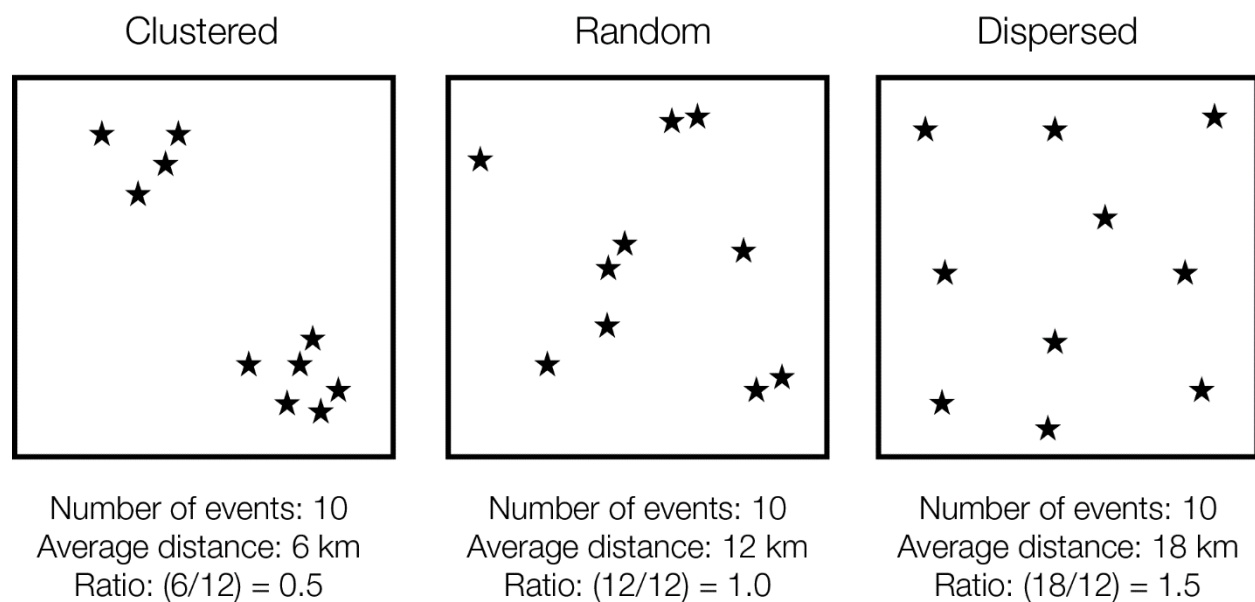 Clustered
Random
Dispersed
Number of events: 10
Average distance: 6 km
Ratio: (6/12) = 0.5
Number of events: 10
Average distance: 12 km
Ratio: (12/12) = 1.0
Number of events: 10
Average distance: 18 km
Ratio: (18/12) = 1.5